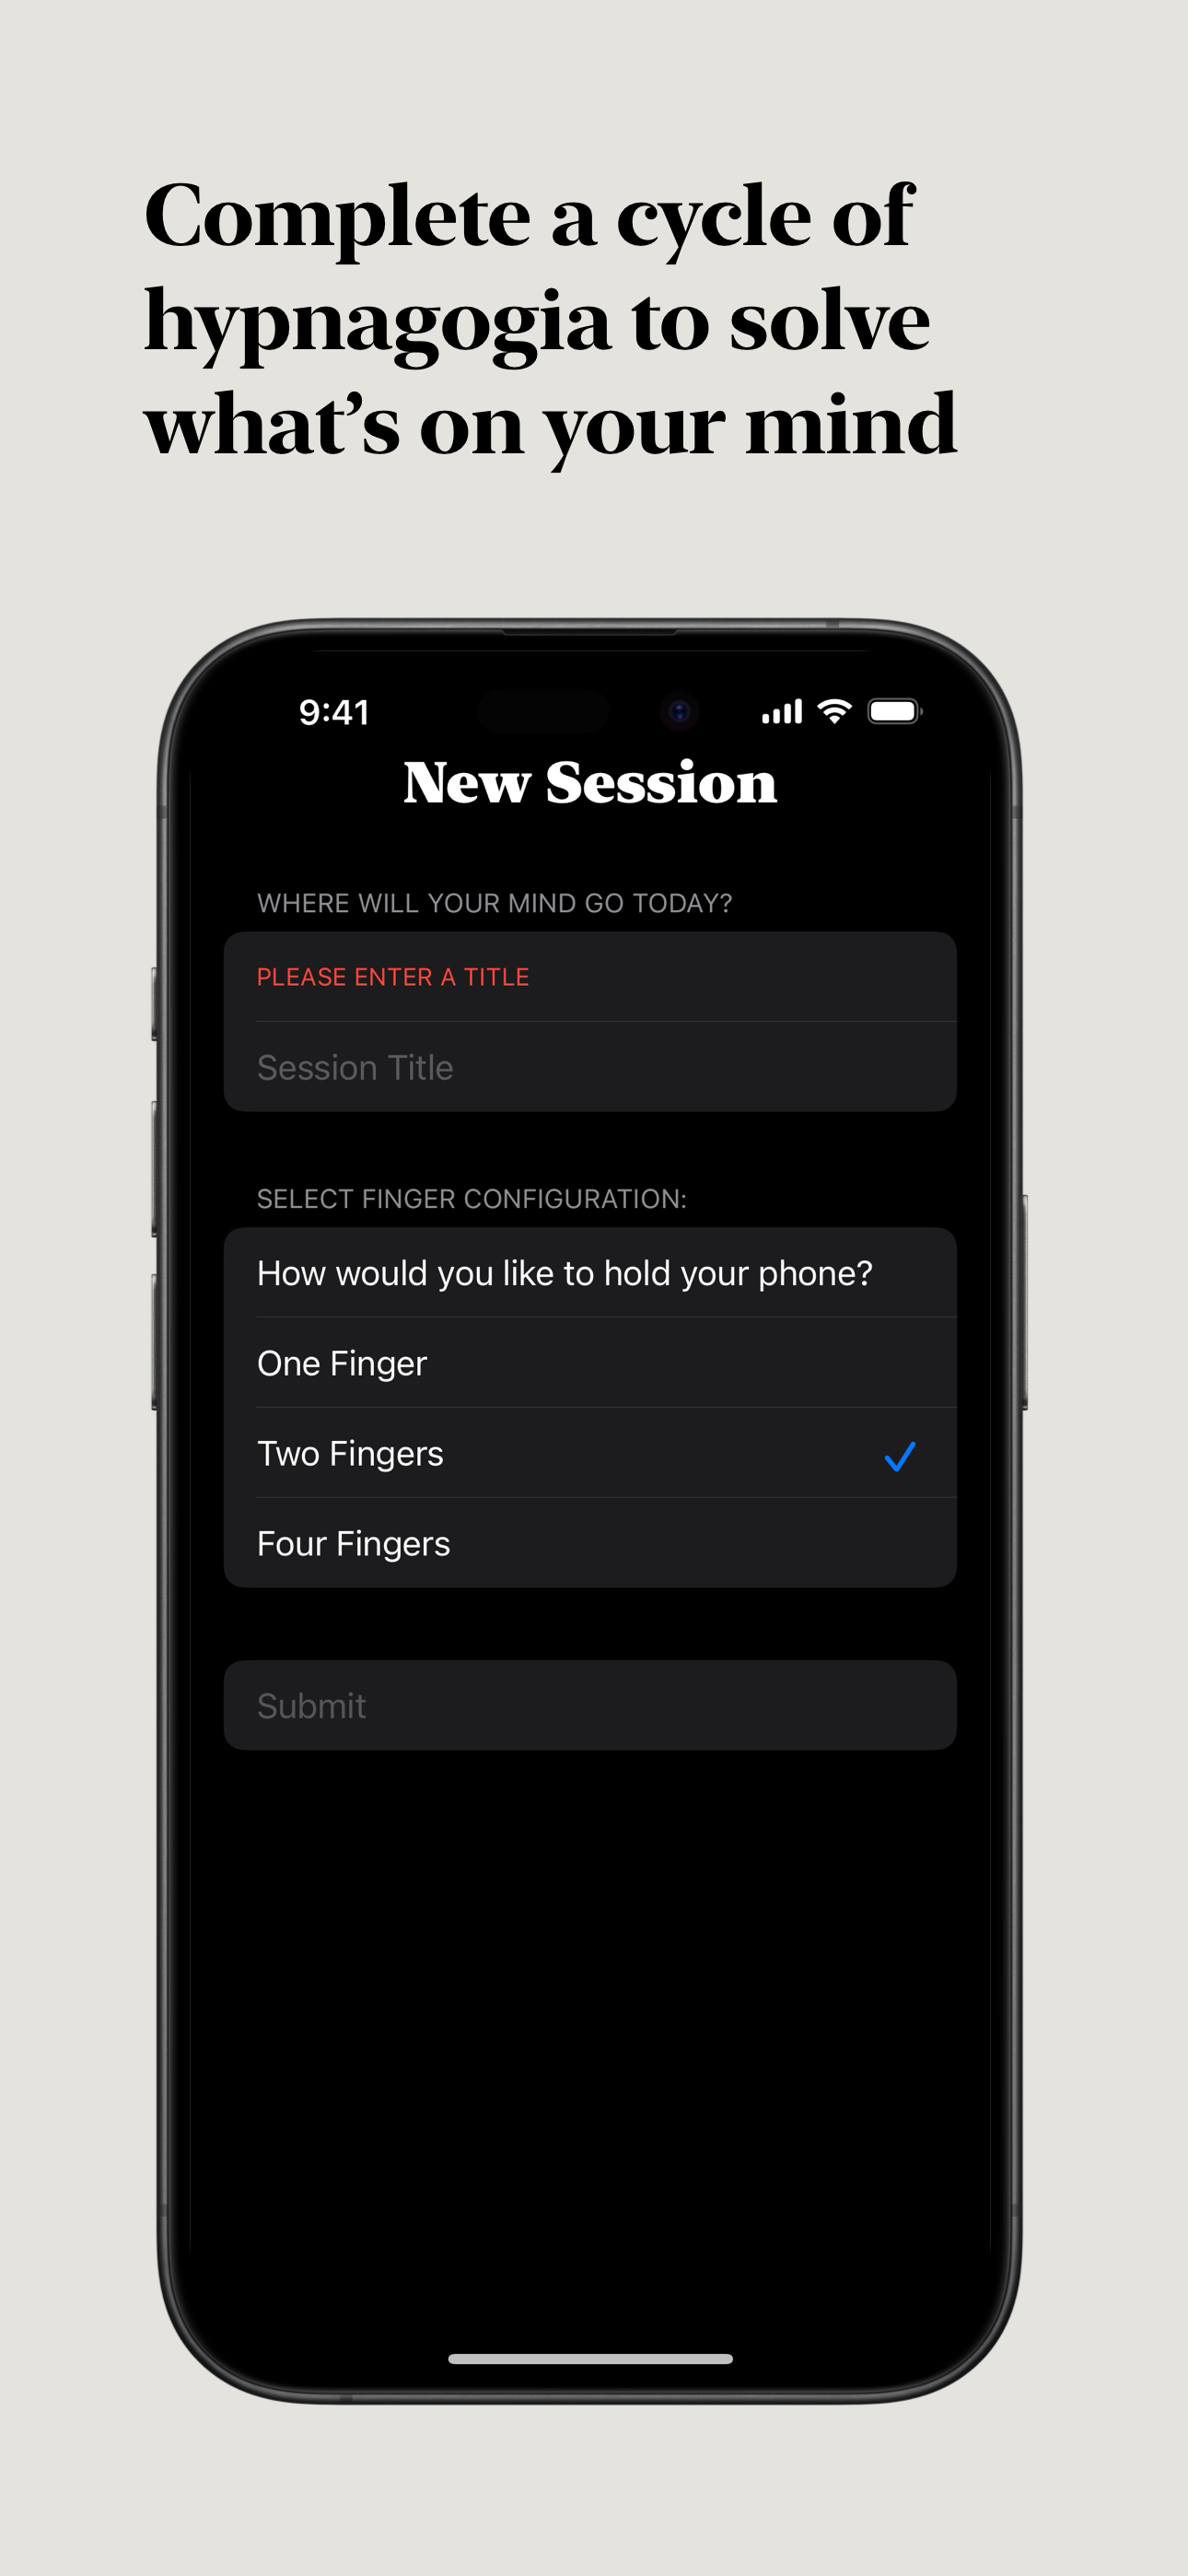 Complete a cycle of
hypnagogia to solve
what’s on your mind
9:41
New Session
WHERE WILL YOUR MIND GO TODAY?
PLEASE ENTER A TITLE
Session Title
SELECT FINGER CONFIGURATION:
How would you like to hold your phone?
One Finger
Two Fingers
Four Fingers
Submit